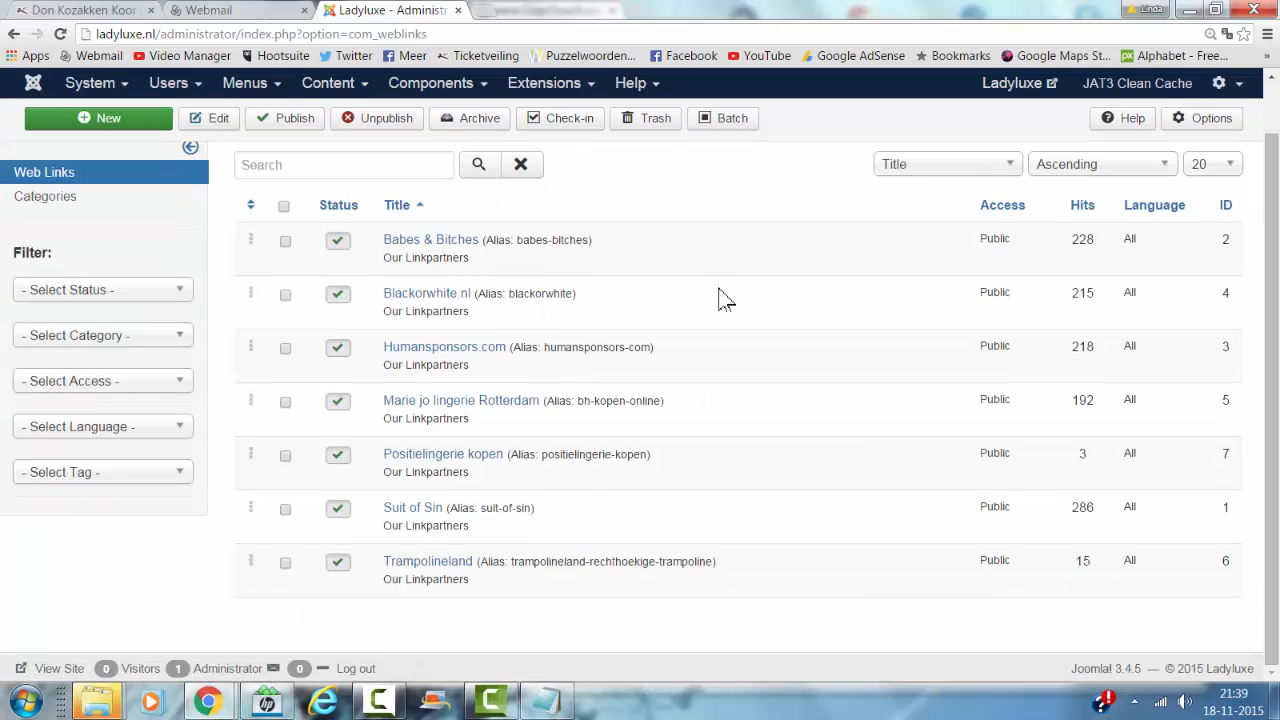 Don Kozakken Koor
Webmail
Ladyluxe - Administr
Linda
ladyluxe.nl/administrator/index.php?option=com_weblinks
Apps Webmail Video Manager Hootsuite Twitter Meer Ticketveiling Puzzelwoorden... Facebook YouTube Google AdSense Bookmarks Google Maps St... Alphabet - Free... »
System Users Menus Content Components Extensions Help Ladyluxe JAT3 Clean Cache
New Edit Publish Unpublish Archive Check-in Trash Batch Help Options
Web Links
Categories
Filter:
- Select Status -
- Select Category -
- Select Access -
- Select Language -
- Select Tag -
Search Title Ascending 20
Status Title Access Hits Language ID
Babes & Bitches (Alias: babes-bitches) Public 228 All 2
Our Linkpartners
Blackorwhite.nl (Alias: blackorwhite) Public 215 All 4
Our Linkpartners
Humansponsors.com (Alias: humansponsors-com) Public 218 All 3
Our Linkpartners
Marie jo lingerie Rotterdam (Alias: bh-kopen-online) Public 192 All 5
Our Linkpartners
Positielingerie kopen (Alias: positielingerie-kopen) Public 3 All 7
Our Linkpartners
Suit of Sin (Alias: suit-of-sin) Public 286 All 1
Our Linkpartners
Trampolineland (Alias: trampolineland-rechthoekige-trampoline) Public 15 All 6
Our Linkpartners
View Site 0 Visitors 1 Administrator 0 Log out Joomla! 3.4.5 — © 2015 Ladyluxe
hp
21:39
18-11-2015